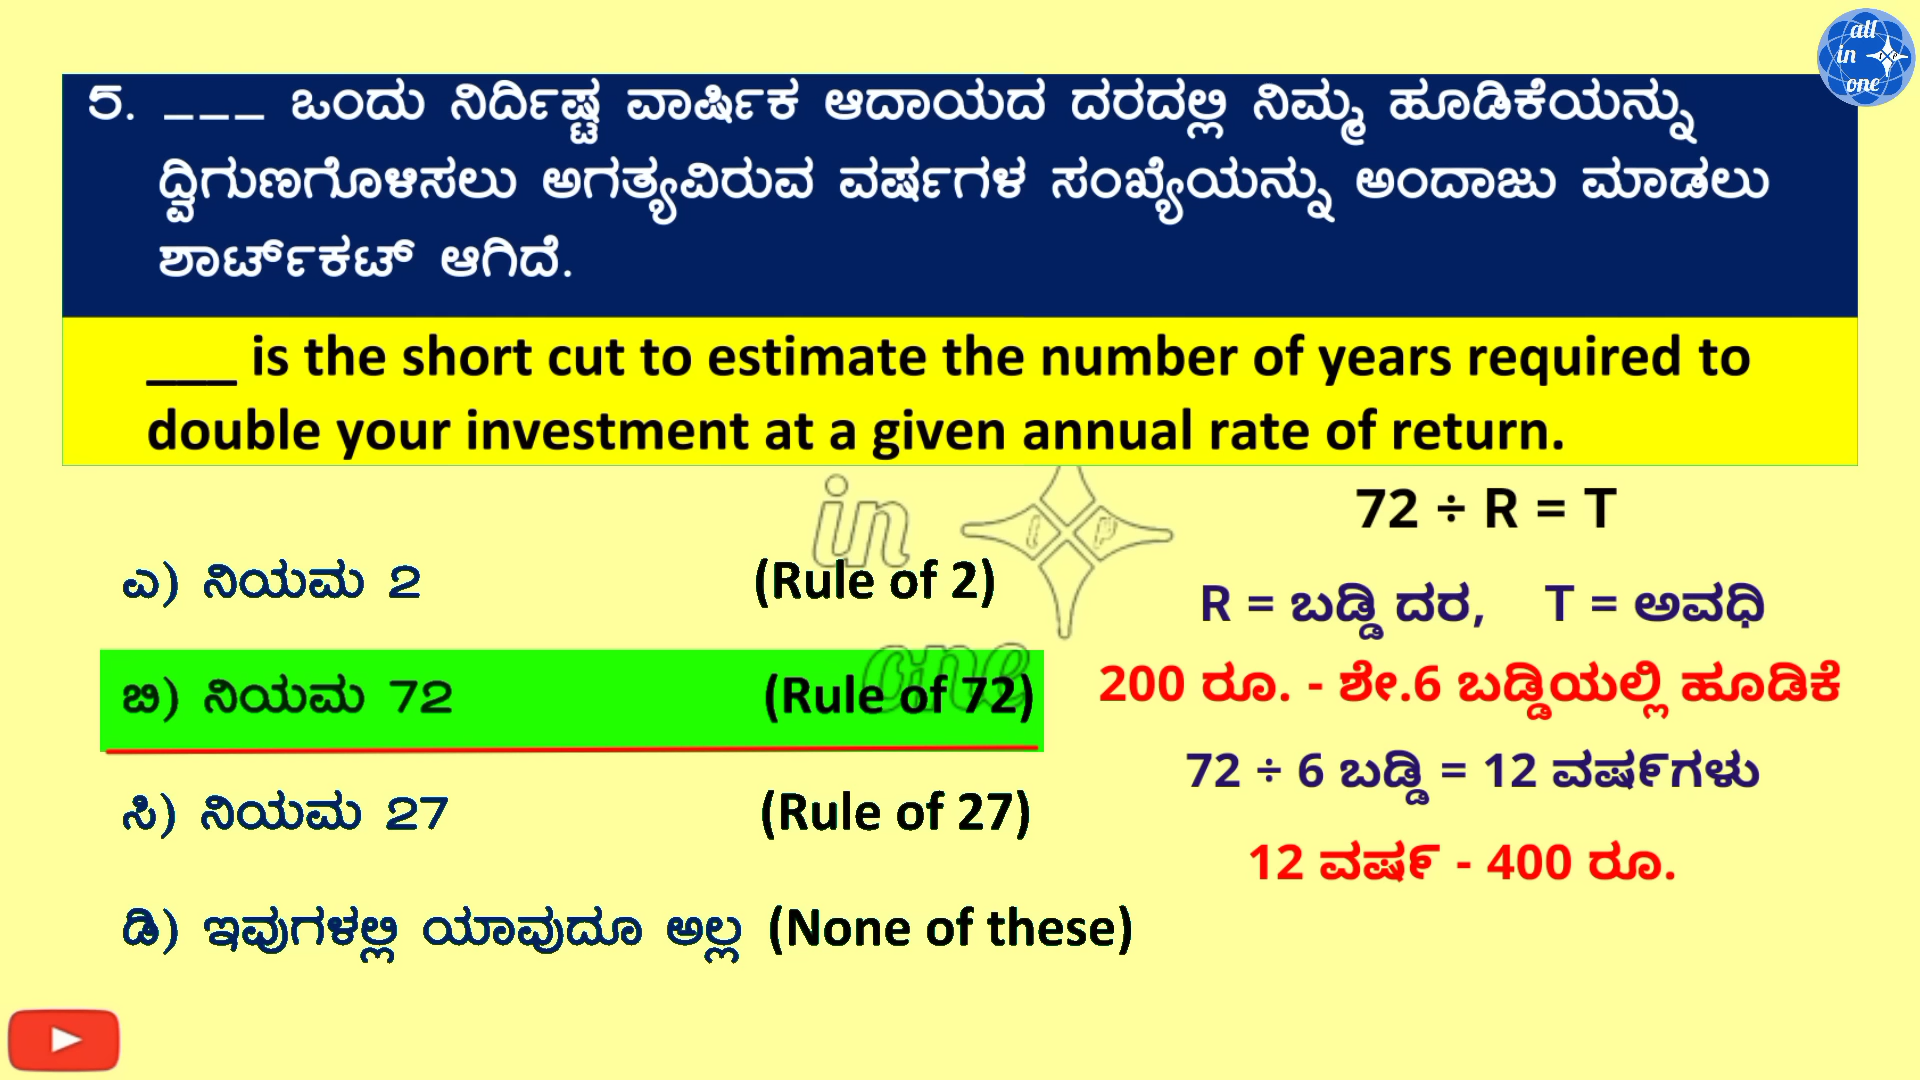 all
in
one
5. ___ ಒಂದು ನಿರ್ದಿಷ್ಟ ವಾರ್ಷಿಕ ಆದಾಯದ ದರದಲ್ಲಿ ನಿಮ್ಮ ಹೂಡಿಕೆಯನ್ನು
ದ್ವಿಗುಣಗೊಳಿಸಲು ಅಗತ್ಯವಿರುವ ವರ್ಷಗಳ ಸಂಖ್ಯೆಯನ್ನು ಅಂದಾಜು ಮಾಡಲು
ಶಾರ್ಟ್‌ಕಟ್ ಆಗಿದೆ.
___ is the short cut to estimate the number of years required to
double your investment at a given annual rate of return.
in
one
ಎ) ನಿಯಮ 2 (Rule of 2)
ಬಿ) ನಿಯಮ 72 (Rule of 72)
ಸಿ) ನಿಯಮ 27 (Rule of 27)
ಡಿ) ಇವುಗಳಲ್ಲಿ ಯಾವುದೂ ಅಲ್ಲ (None of these)
72 ÷ R = T
R = ಬಡ್ಡಿ ದರ, T = ಅವಧಿ
200 ರೂ. - ಶೇ.6 ಬಡ್ಡಿಯಲ್ಲಿ ಹೂಡಿಕೆ
72 ÷ 6 ಬಡ್ಡಿ = 12 ವರ್ಷಗಳು
12 ವರ್ಷ - 400 ರೂ.